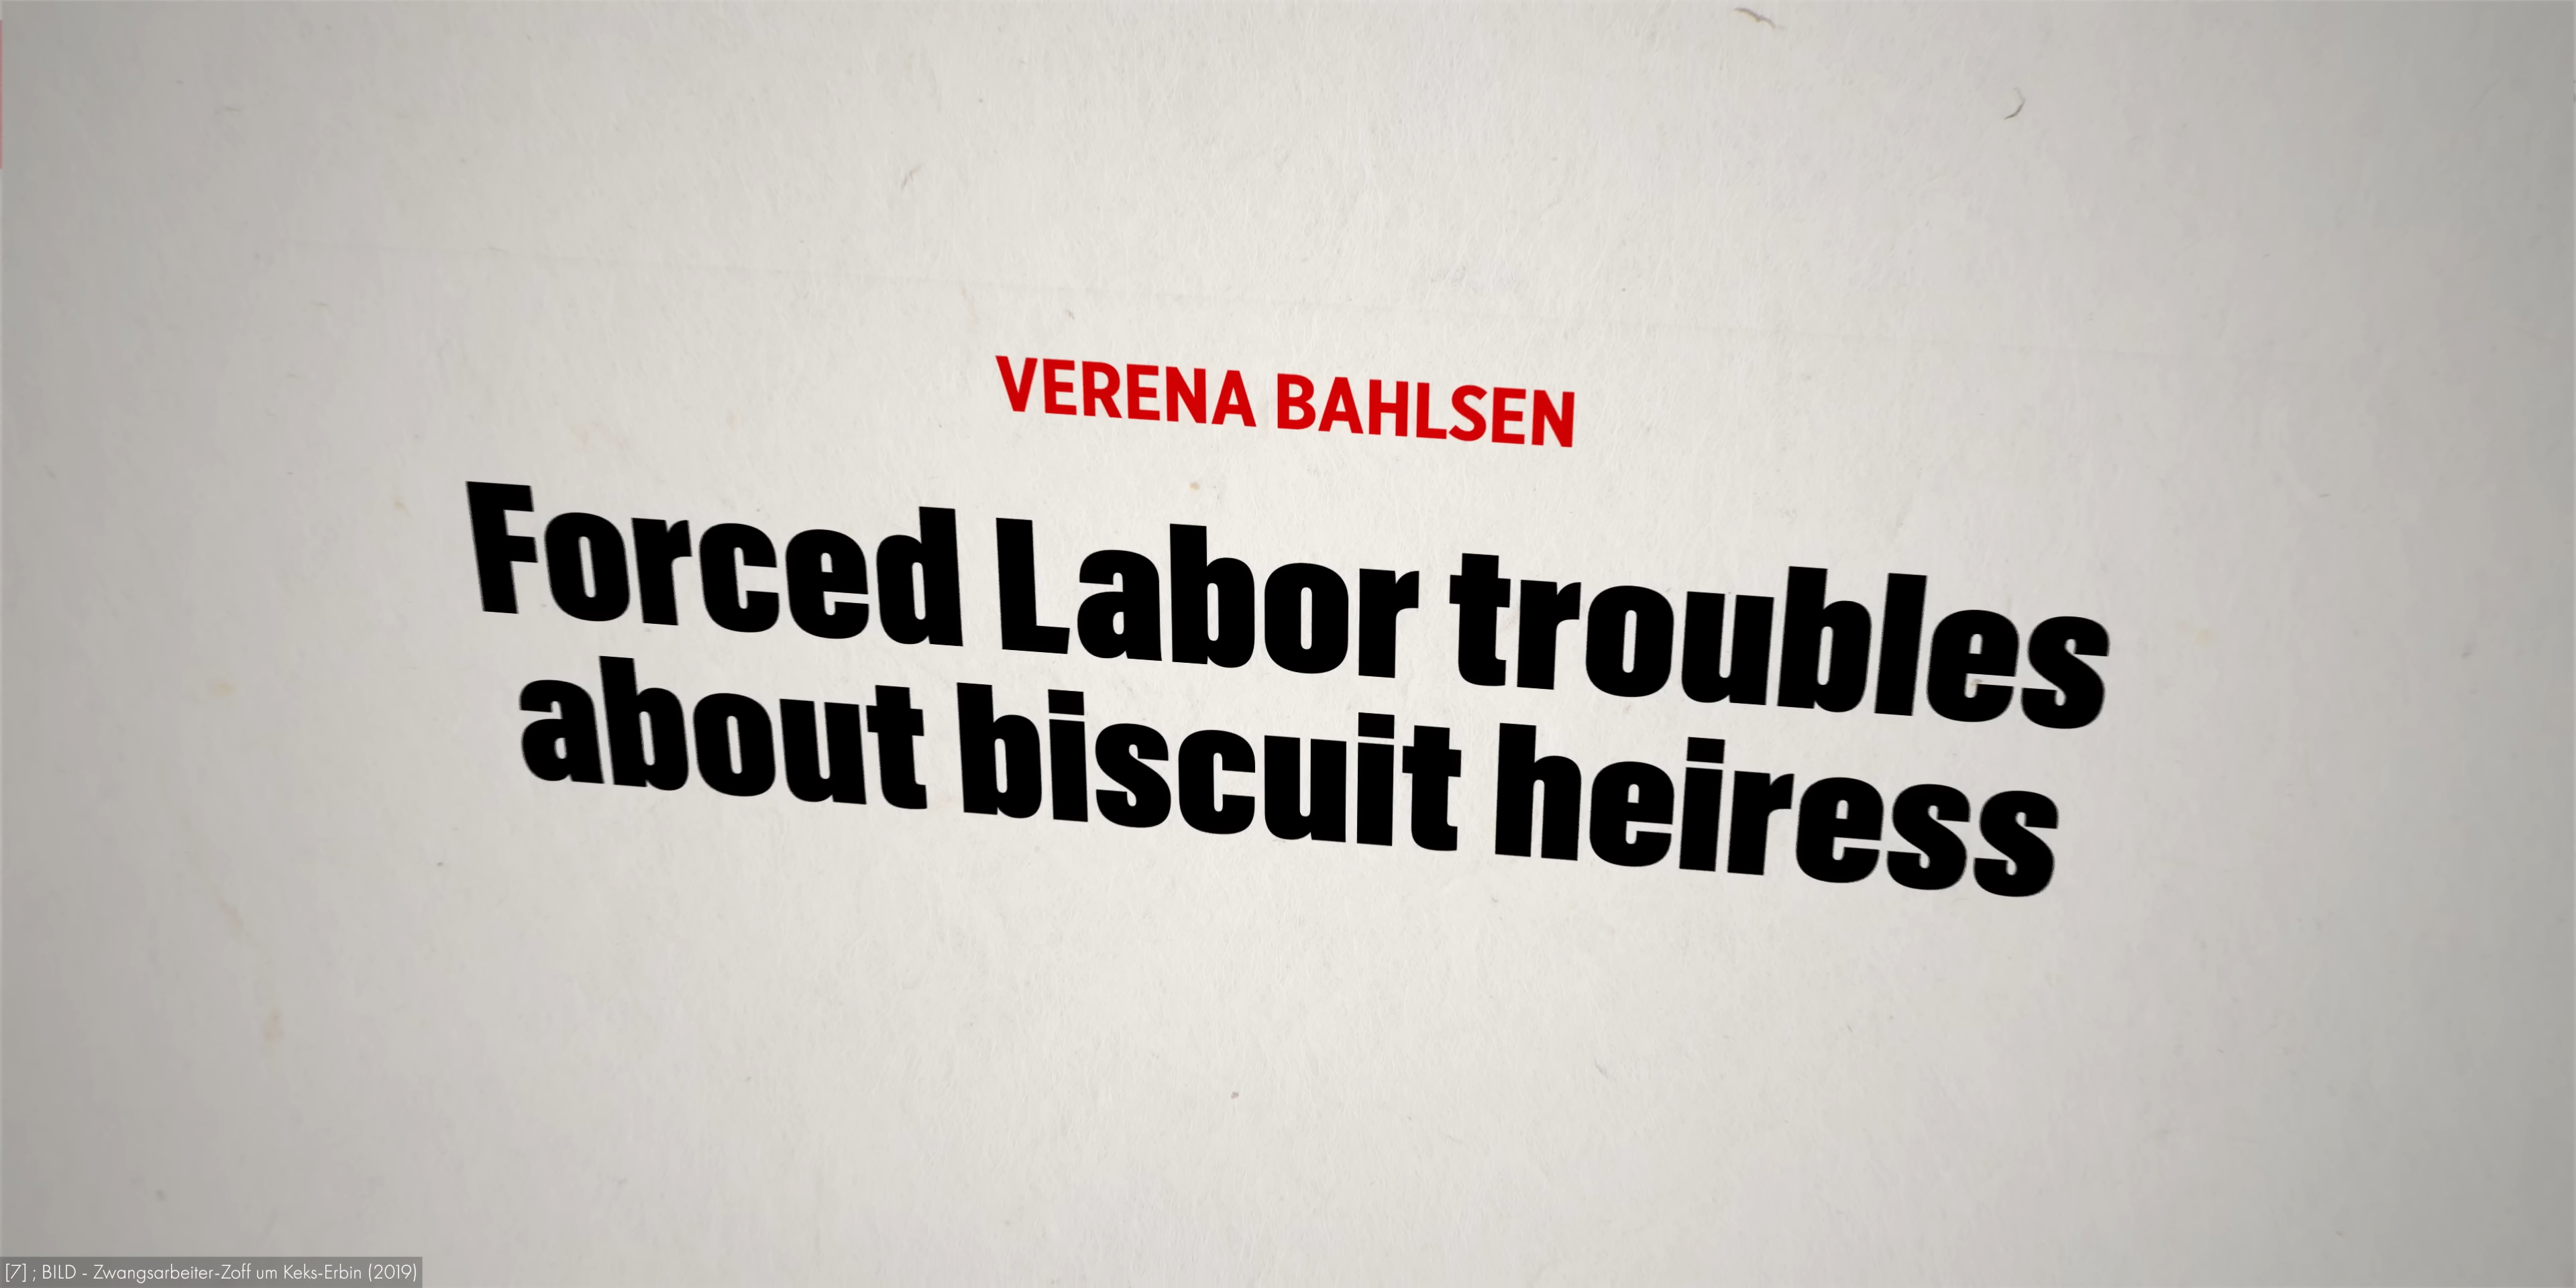 VERENA BAHLSEN
Forced Labor troubles
about biscuit heiress
[7] ; BILD - Zwangsarbeiter-Zoff um Keks-Erbin (2019)